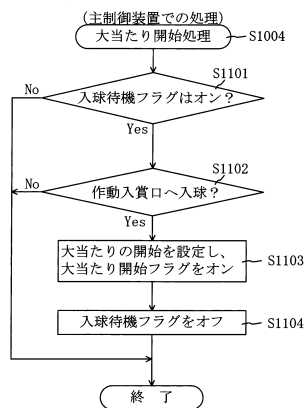 (主制御装置での処理)
大当たり開始処理
S1004
S1101
No
入球待機フラグはオン？
Yes
S1102
No
作動入賞口へ入球？
Yes
大当たりの開始を設定し、
大当たり開始フラグをオン
S1103
入球待機フラグをオフ
S1104
終 了